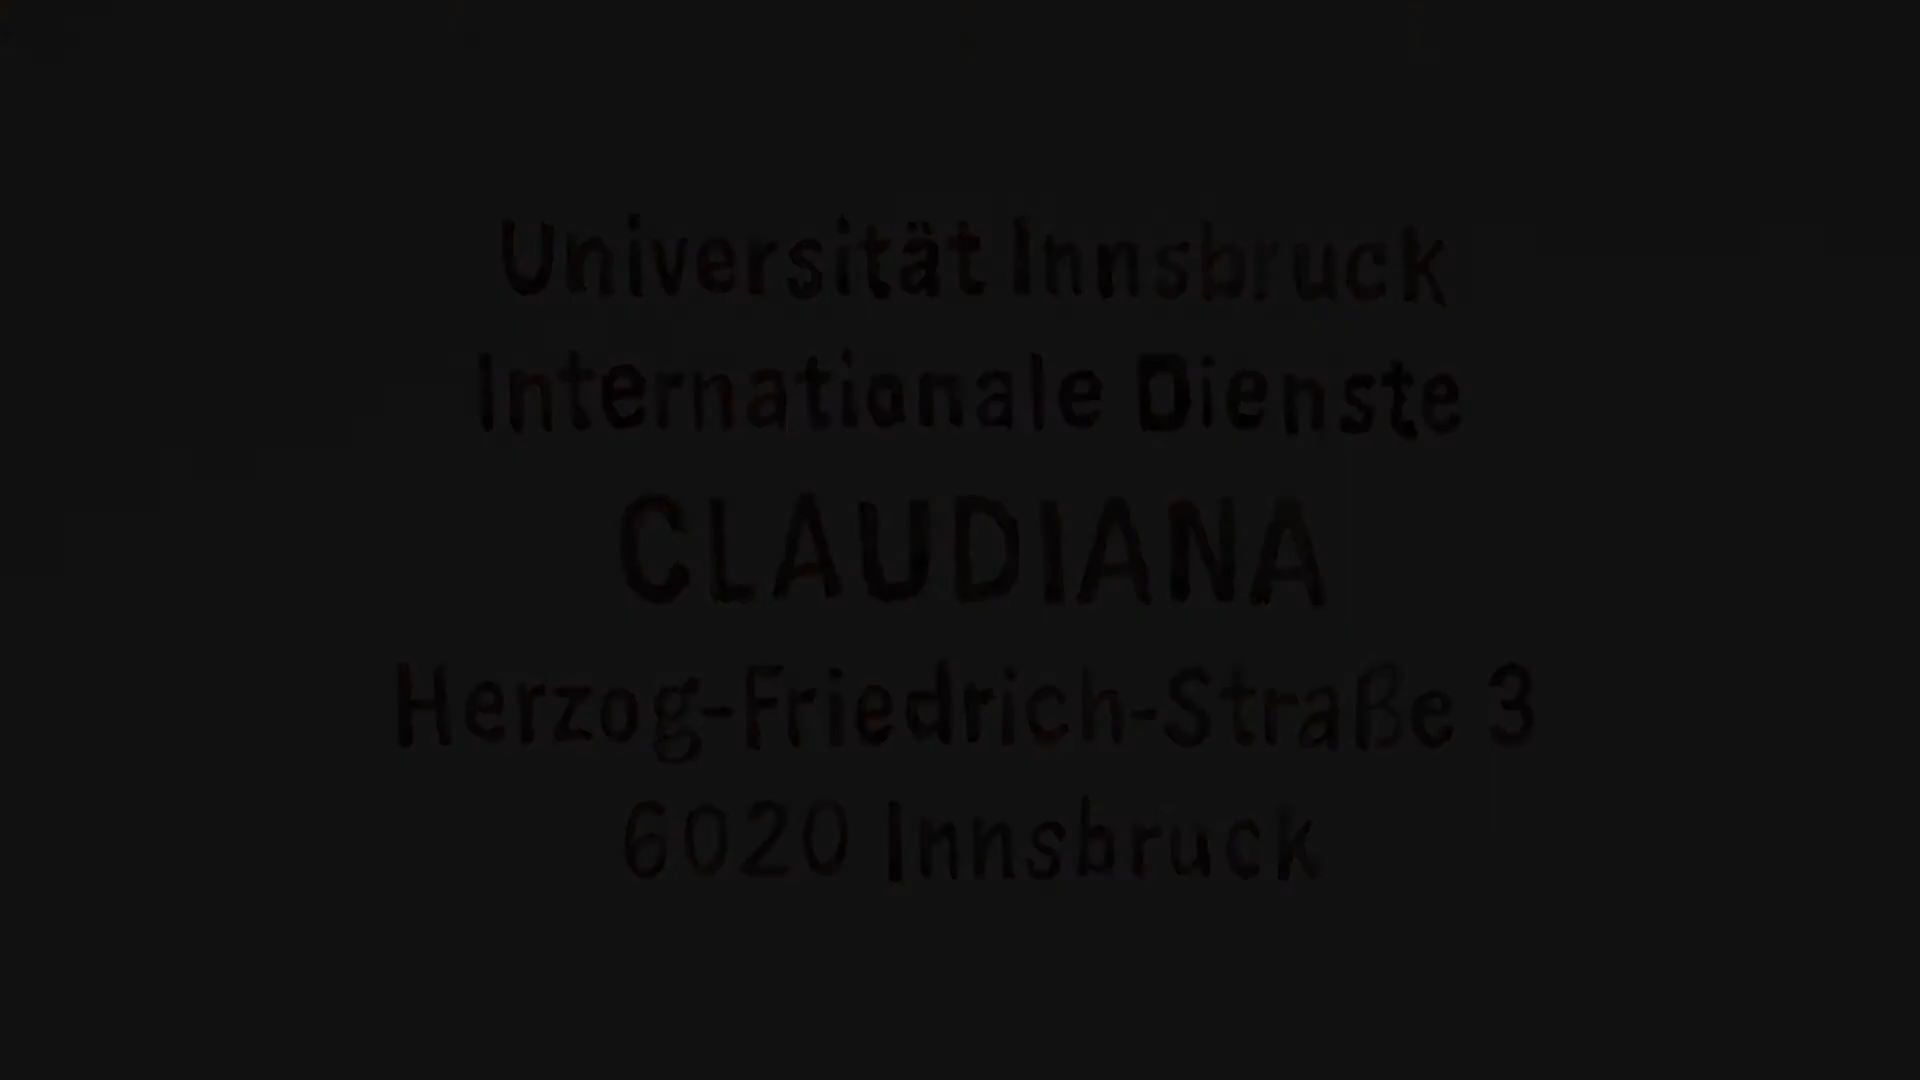 Universität Innsbruck
Internationale Dienste
CLAUDIANA
Herzog-Friedrich-Straße 3
6020 Innsbruck